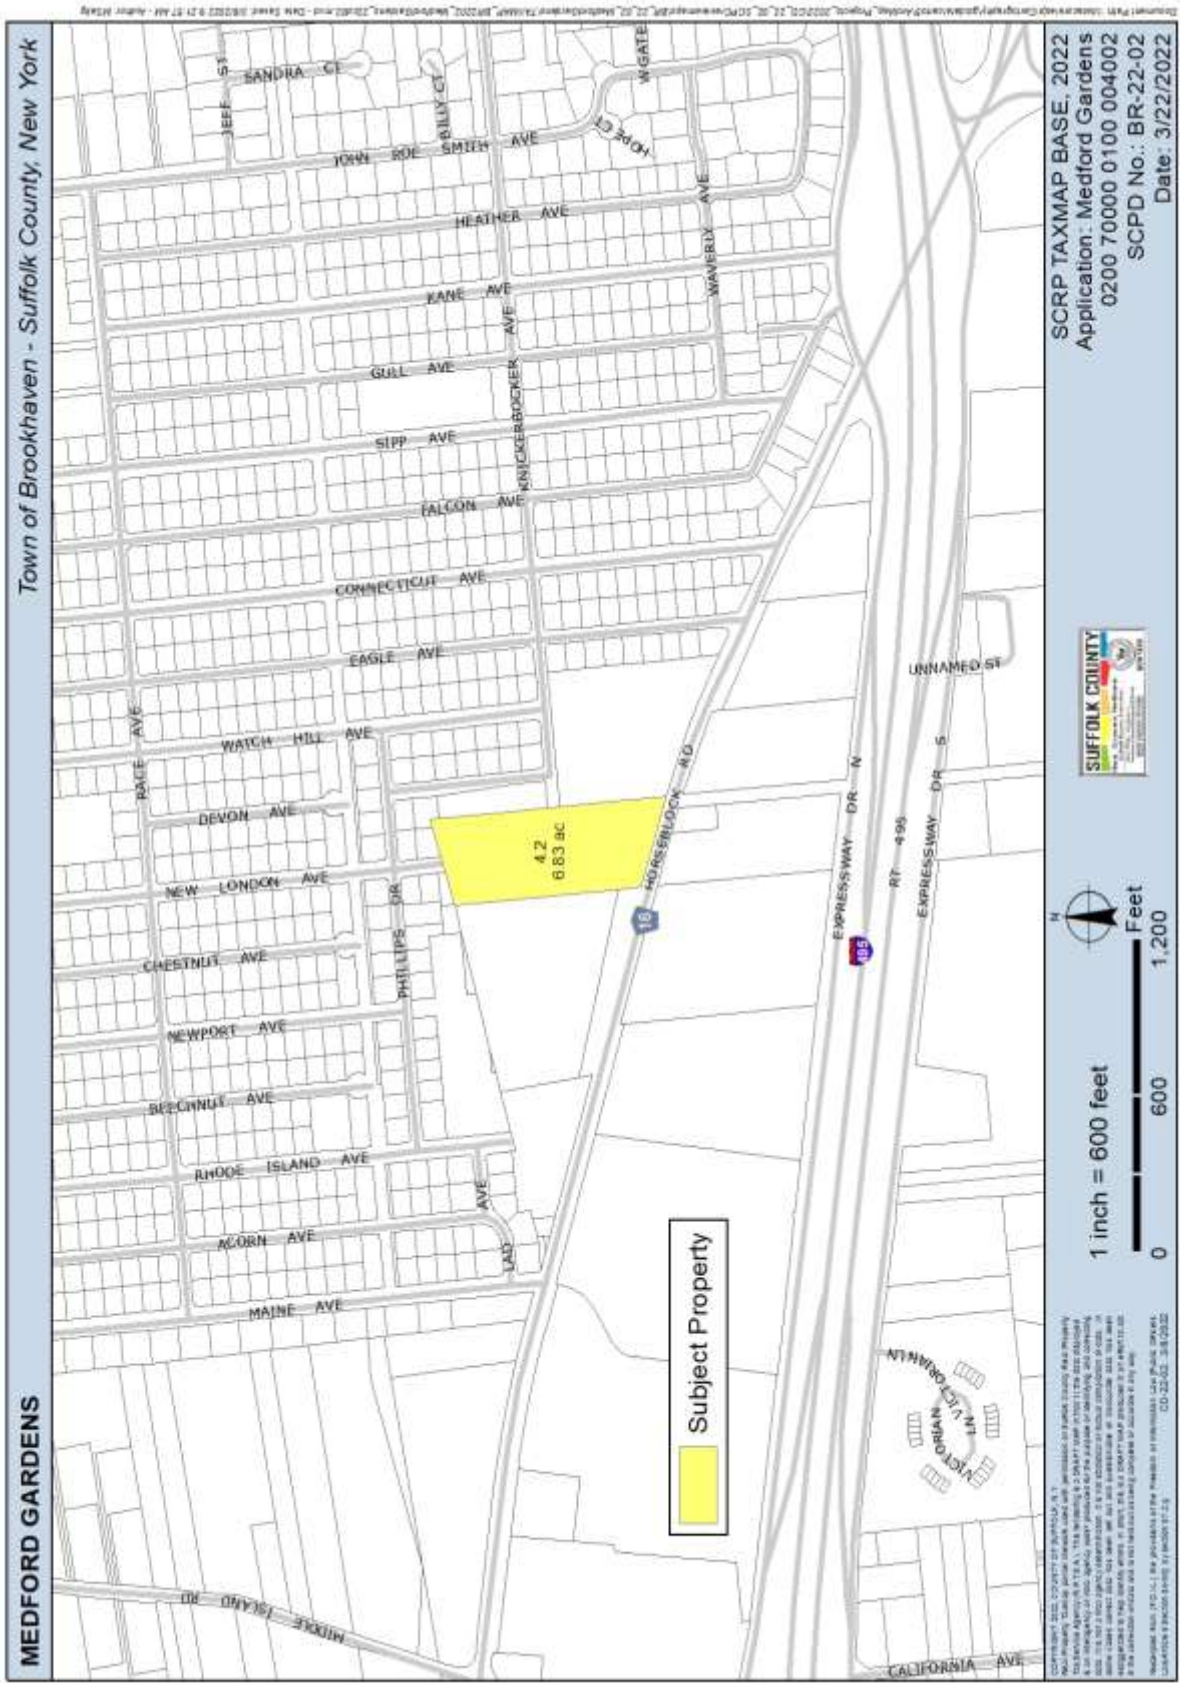 MEDFORD GARDENS
Town of Brookhaven - Suffolk County, New York
MIDDLE ISLAND RD
MAINE AVE
ACORN AVE
LAD AVE
RHODE ISLAND AVE
BEECHNUT AVE
NEWPORT AVE
CHESTNUT AVE
PHILLIPS DR
NEW LONDON AVE
DEVON AVE
RACE AVE
WATCH HILL AVE
EAGLE AVE
CONNECTICUT AVE
FALCON AVE
SIPP AVE
KNICKERBOCKER AVE
GULL AVE
KANE AVE
HEATHER AVE
WAVERLY AVE
JOHN ROE SMITH AVE
JEFF ST
SANDRA CT
BILLY CT
HOPE CT
WGATE
4.2
6.83 ac
HORSEBLOCK RD
16
EXPRESSWAY DR N
495
RT 495
EXPRESSWAY DR S
UNNAMED ST
VICTORIAN LN
VICTORIAN
VICTORIAN LN
CALIFORNIA AVE
Subject Property
1 inch = 600 feet
N
Feet
0 600 1,200
SUFFOLK COUNTY
SCRP TAXMAP BASE, 2022
Application: Medford Gardens
0200 70000 0100 004002
SCPD No.: BR-22-02
Date: 3/22/2022